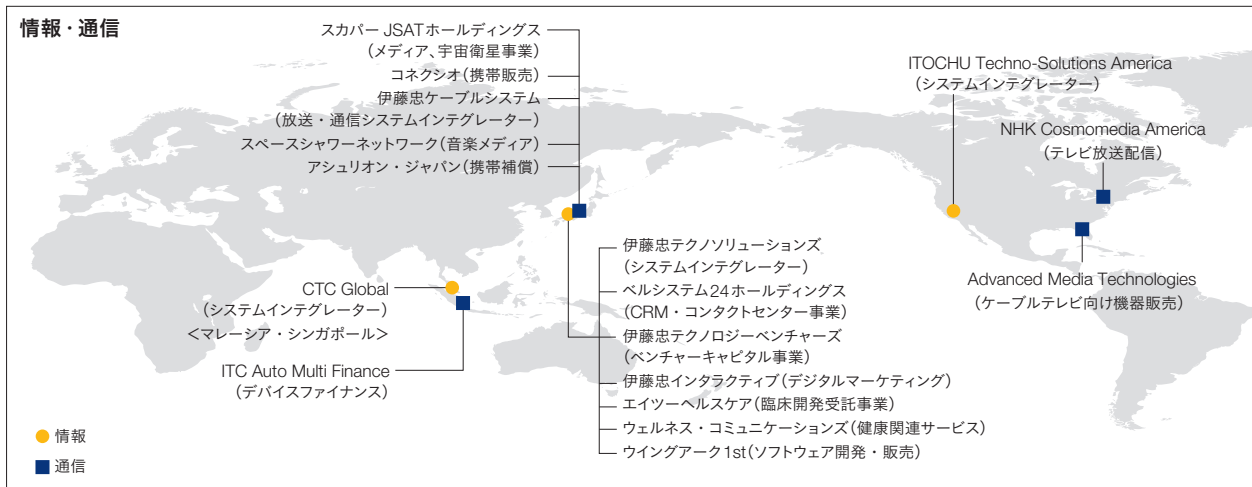 情報・通信
スカパー JSATホールディングス
(メディア、宇宙衛星事業)
コネクシオ(携帯販売)
伊藤忠ケーブルシステム
(放送・通信システムインテグレーター)
スペースシャワーネットワーク(音楽メディア)
アシュリオン・ジャパン(携帯補償)
ITOCHU Techno-Solutions America
(システムインテグレーター)
NHK Cosmomedia America
(テレビ放送配信)
Advanced Media Technologies
(ケーブルテレビ向け機器販売)
伊藤忠テクノソリューションズ
(システムインテグレーター)
ベルシステム24ホールディングス
(CRM・コンタクトセンター事業)
伊藤忠テクノロジーベンチャーズ
(ベンチャーキャピタル事業)
伊藤忠インタラクティブ(デジタルマーケティング)
エイツーヘルスケア(臨床開発受託事業)
ウェルネス・コミュニケーションズ(健康関連サービス)
ウイングアーク1st(ソフトウェア開発・販売)
CTC Global
(システムインテグレーター)
<マレーシア・シンガポール>
ITC Auto Multi Finance
(デバイスファイナンス)
情報
通信